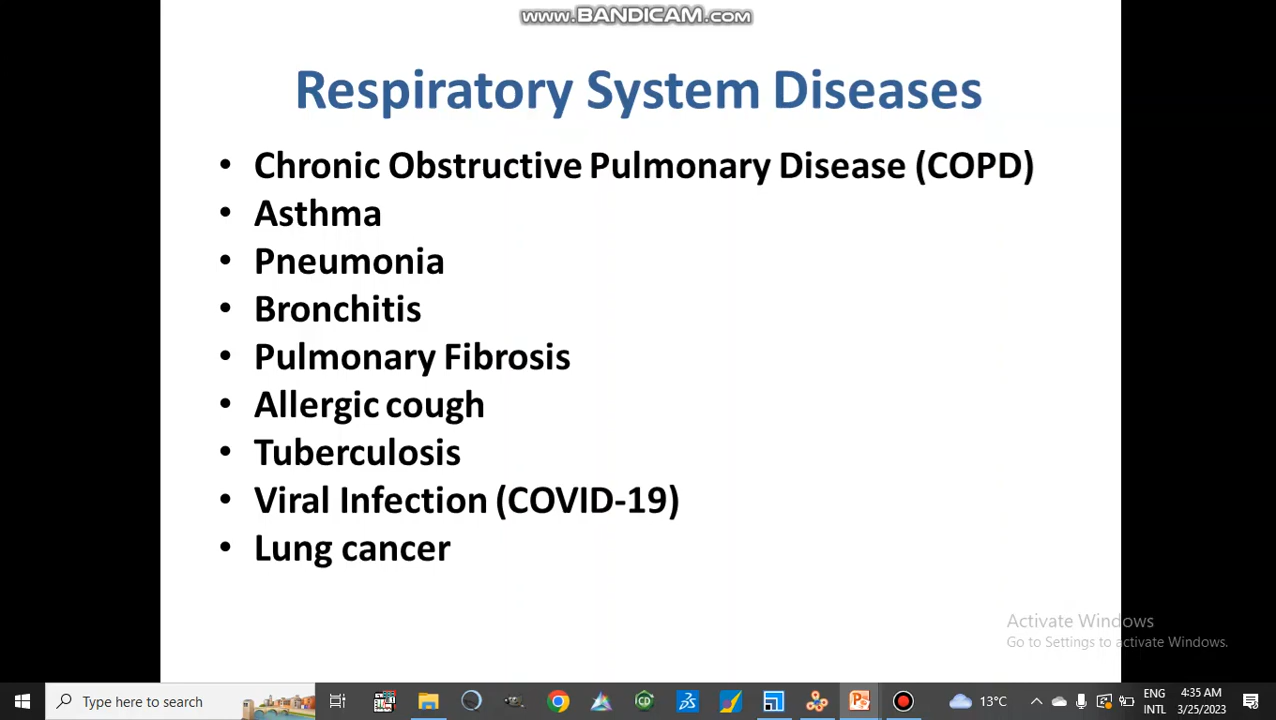 www.BANDICAM.com
Respiratory System Diseases
• Chronic Obstructive Pulmonary Disease (COPD)
• Asthma
• Pneumonia
• Bronchitis
• Pulmonary Fibrosis
• Allergic cough
• Tuberculosis
• Viral Infection (COVID-19)
• Lung cancer
Activate Windows
Go to Settings to activate Windows.
Type here to search
13°C
ENG
INTL
4:35 AM
3/25/2023